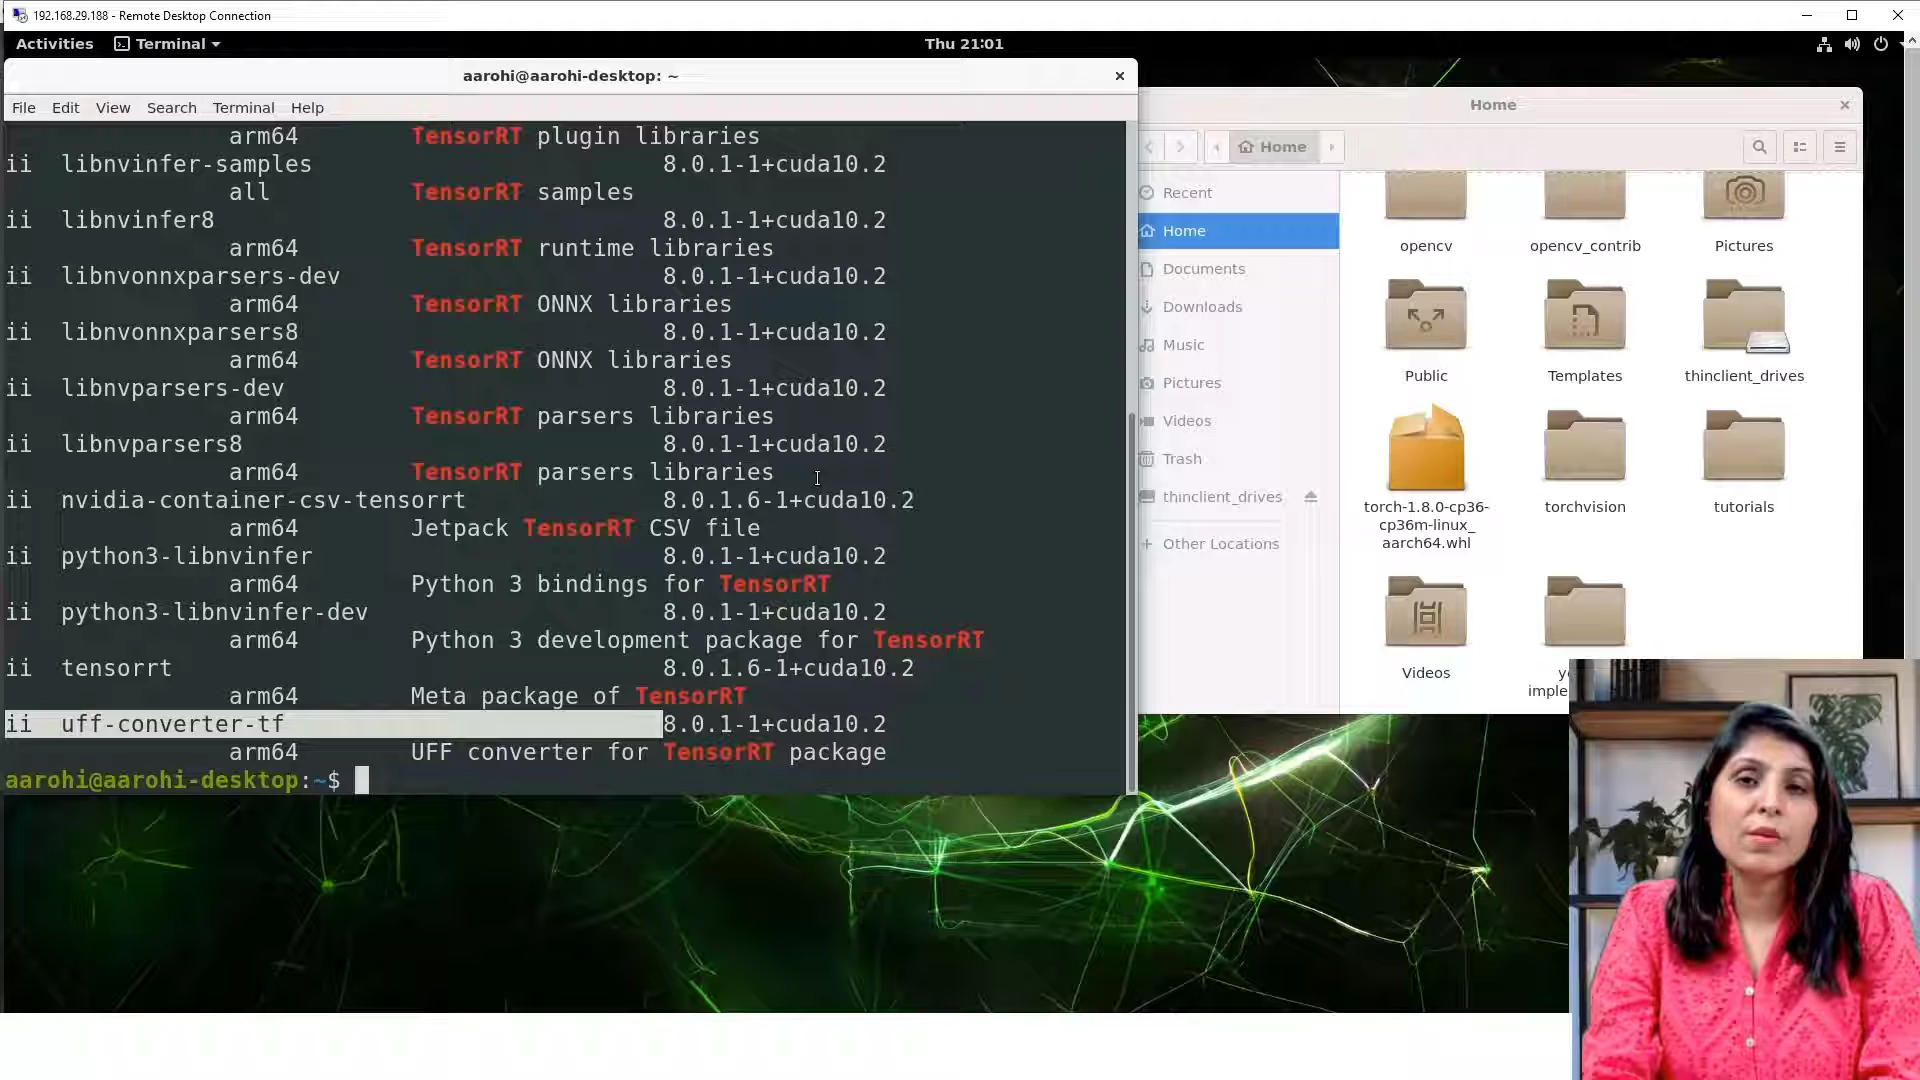 192.168.29.188 - Remote Desktop Connection
Activities Terminal Thu 21:01
aarohi@aarohi-desktop: ~
File Edit View Search Terminal Help
arm64 TensorRT plugin libraries
ii libnvinfer-samples 8.0.1-1+cuda10.2
all TensorRT samples
ii libnvinfer8 8.0.1-1+cuda10.2
arm64 TensorRT runtime libraries
ii libnvonnxparsers-dev 8.0.1-1+cuda10.2
arm64 TensorRT ONNX libraries
ii libnvonnxparsers8 8.0.1-1+cuda10.2
arm64 TensorRT ONNX libraries
ii libnvparsers-dev 8.0.1-1+cuda10.2
arm64 TensorRT parsers libraries
ii libnvparsers8 8.0.1-1+cuda10.2
arm64 TensorRT parsers libraries
ii nvidia-container-csv-tensorrt 8.0.1.6-1+cuda10.2
arm64 Jetpack TensorRT CSV file
ii python3-libnvinfer 8.0.1-1+cuda10.2
arm64 Python 3 bindings for TensorRT
ii python3-libnvinfer-dev 8.0.1-1+cuda10.2
arm64 Python 3 development package for TensorRT
ii tensorrt 8.0.1.6-1+cuda10.2
arm64 Meta package of TensorRT
ii uff-converter-tf 8.0.1-1+cuda10.2
arm64 UFF converter for TensorRT package
aarohi@aarohi-desktop:~$
Home
Home
Recent
Home
Documents
Downloads
Music
Pictures
Videos
Trash
thinclient_drives
+ Other Locations
opencv
opencv_contrib
Pictures
Public
Templates
thinclient_drives
torch-1.8.0-cp36-
cp36m-linux_
aarch64.whl
torchvision
tutorials
Videos